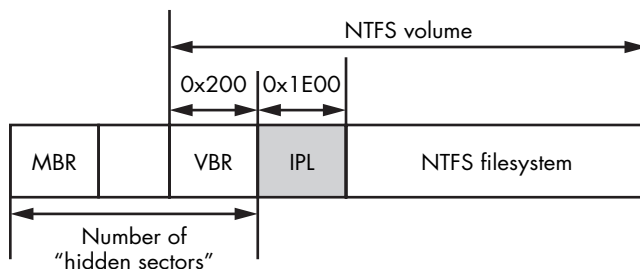 NTFS volume
0x200
0x1E00
MBR
VBR
IPL
NTFS filesystem
Number of
“hidden sectors”